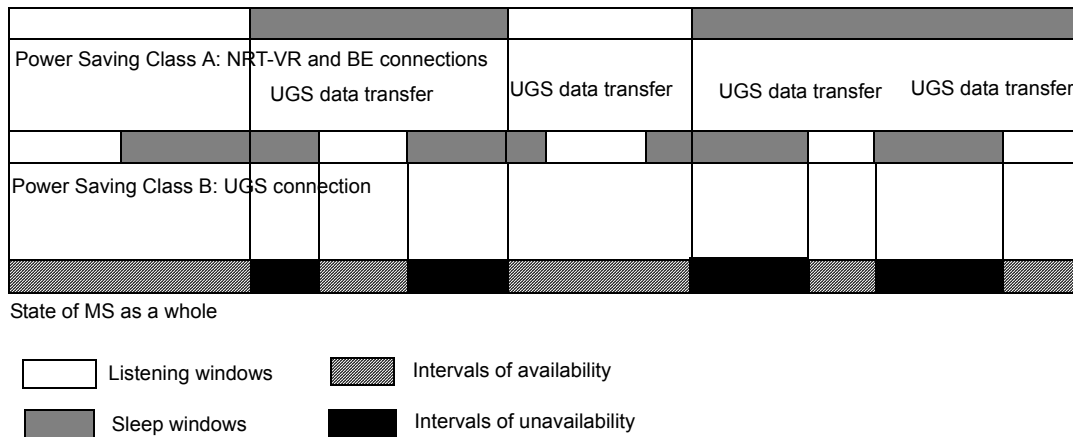 Power Saving Class A: NRT-VR and BE connections
UGS data transfer
UGS data transfer
UGS data transfer
UGS data transfer
Power Saving Class B: UGS connection
State of MS as a whole
Listening windows
Intervals of availability
Sleep windows
Intervals of unavailability